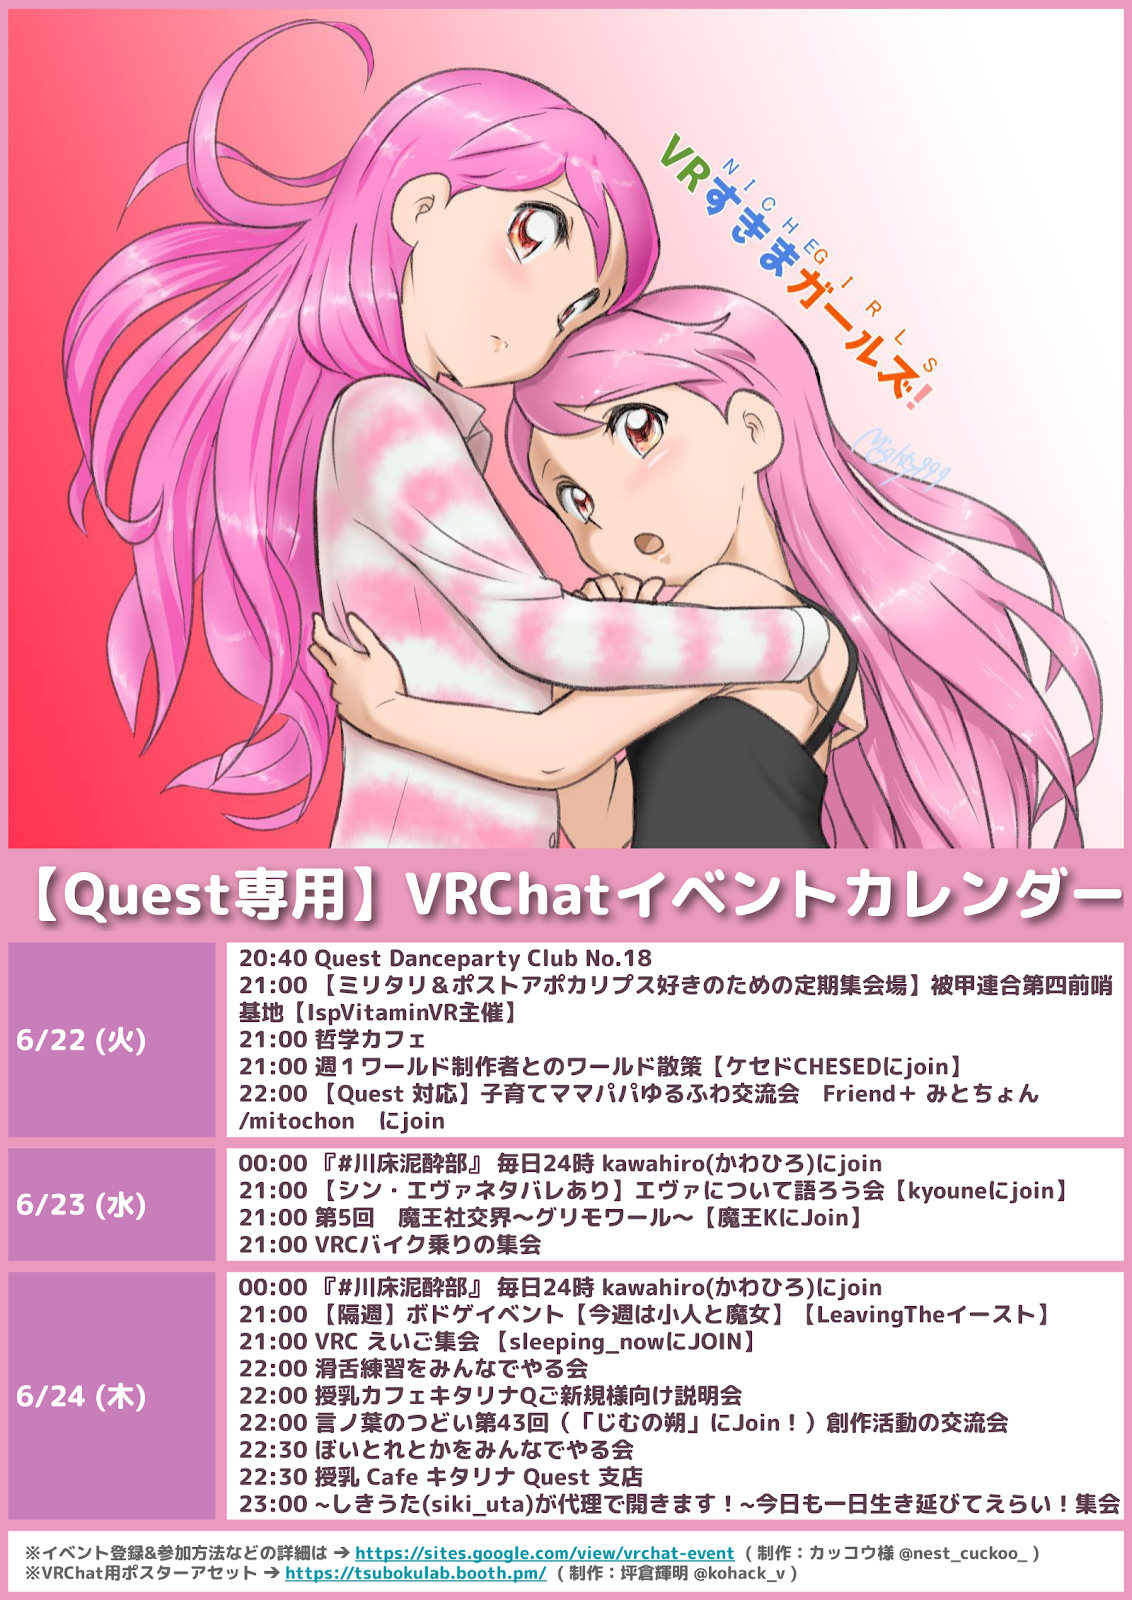 NICHE GIRLS
VRすきまガールズ!
Mighty999
【Quest専用】VRChatイベントカレンダー
6/22 (火)
20:40 Quest Danceparty Club No.18
21:00 【ミリタリ＆ポストアポカリプス好きのための定期集会場】被甲連合第四前哨
基地【IspVitaminVR主催】
21:00 哲学カフェ
21:00 週１ワールド制作者とのワールド散策【ケセドCHESEDにjoin】
22:00 【Quest 対応】子育てママパパゆるふわ交流会　Friend＋ みとちょん
/mitochon　にjoin
6/23 (水)
00:00 『#川床泥酔部』 毎日24時 kawahiro(かわひろ)にjoin
21:00 【シン・エヴァネタバレあり】エヴァについて語ろう会【kyouneにjoin】
21:00 第5回　魔王社交界～グリモワール～【魔王KにJoin】
21:00 VRCバイク乗りの集会
6/24 (木)
00:00 『#川床泥酔部』 毎日24時 kawahiro(かわひろ)にjoin
21:00 【隔週】ボドゲイベント【今週は小人と魔女】【LeavingTheイースト】
21:00 VRC えいご集会 【sleeping_nowにJOIN】
22:00 滑舌練習をみんなでやる会
22:00 授乳カフェキタリナQご新規様向け説明会
22:00 言ノ葉のつどい第43回（「じむの朔」にJoin！）創作活動の交流会
22:30 ぼいとれとかをみんなでやる会
22:30 授乳 Cafe キタリナ Quest 支店
23:00 ~しきうた(siki_uta)が代理で開きます！~今日も一日生き延びてえらい！集会
※イベント登録&参加方法などの詳細は → https://sites.google.com/view/vrchat-event （制作：カッコウ様 @nest_cuckoo_ ）
※VRChat用ポスターアセット → https://tsubokulab.booth.pm/ （制作：坪倉輝明 @kohack_v ）